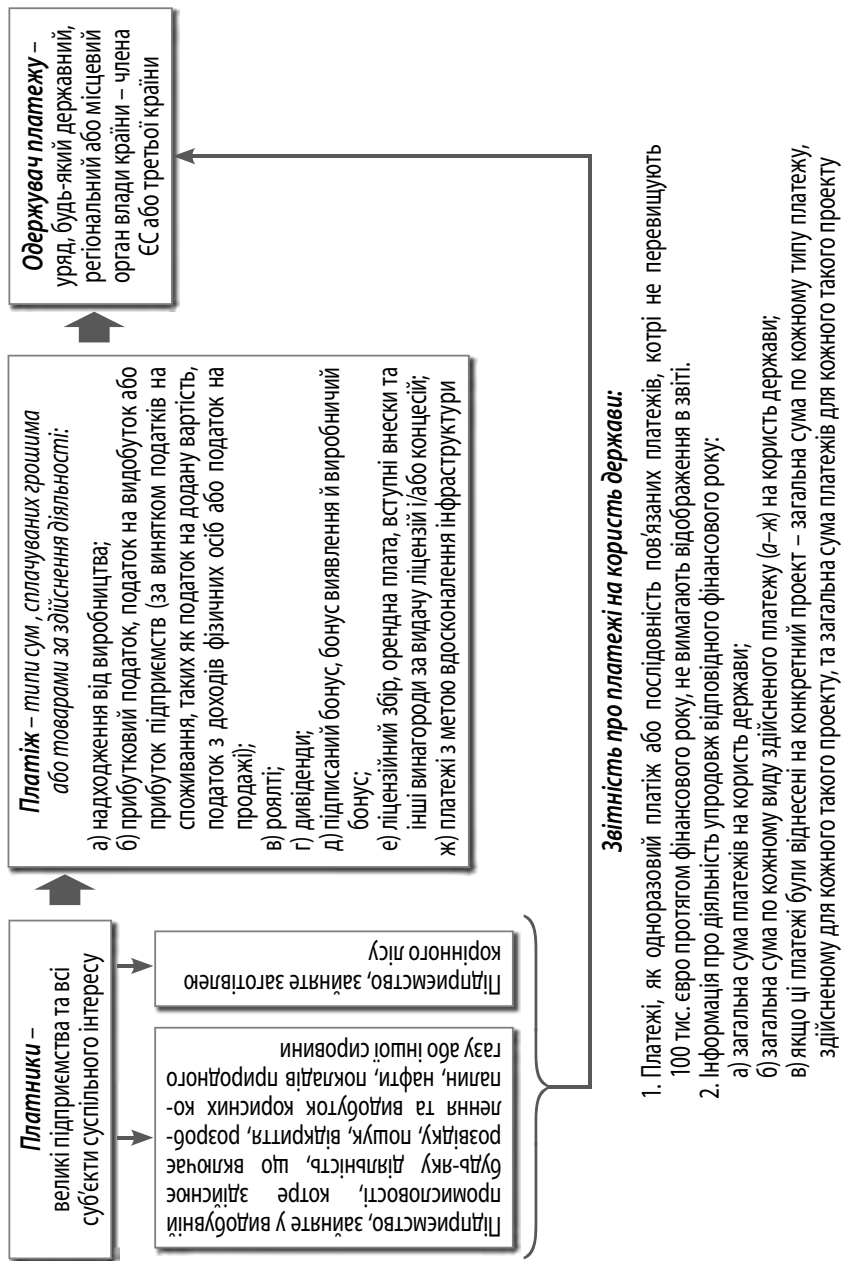 Платники –
великі підприємства та всі
суб'єкти суспільного інтересу
Підприємство, зайняте у видобувній
промисловості, котре здійснює
будь-яку діяльність, що включає
розвідку, пошук, відкриття, розроб-
лення та видобуток корисних ко-
палин, нафти, покладів природного
газу або іншої сировини
Підприємство, зайняте заготівлею
корінного лісу
Платіж – типи сум , сплачуваних грошима
або товарами за здійснення діяльності:
а) надходження від виробництва;
б) прибутковий податок, податок на видобуток або
прибуток підприємств (за винятком податків на
споживання, таких як податок на додану вартість,
податок з доходів фізичних осіб або податок на
продажі);
в) роялті;
г) дивіденди;
д) підписаний бонус, бонус виявлення й виробничий
бонус;
е) ліцензійний збір, орендна плата, вступні внески та
інші винагороди за видачу ліцензій і/або концесій;
ж) платежі з метою вдосконалення інфраструктури
Одержувач платежу –
уряд, будь-який державний,
регіональний або місцевий
орган влади країни – члена
ЄС або третьої країни
Звітність про платежі на користь держави:
1. Платежі, як одноразовий платіж або послідовність пов'язаних платежів, котрі не перевищують
100 тис. євро протягом фінансового року, не вимагають відображення в звіті.
2. Інформація про діяльність упродовж відповідного фінансового року:
а) загальна сума платежів на користь держави;
б) загальна сума по кожному виду здійсненого платежу (а–ж) на користь держави;
в) якщо ці платежі були віднесені на конкретний проект – загальна сума по кожному типу платежу,
здійсненому для кожного такого проекту, та загальна сума платежів для кожного такого проекту